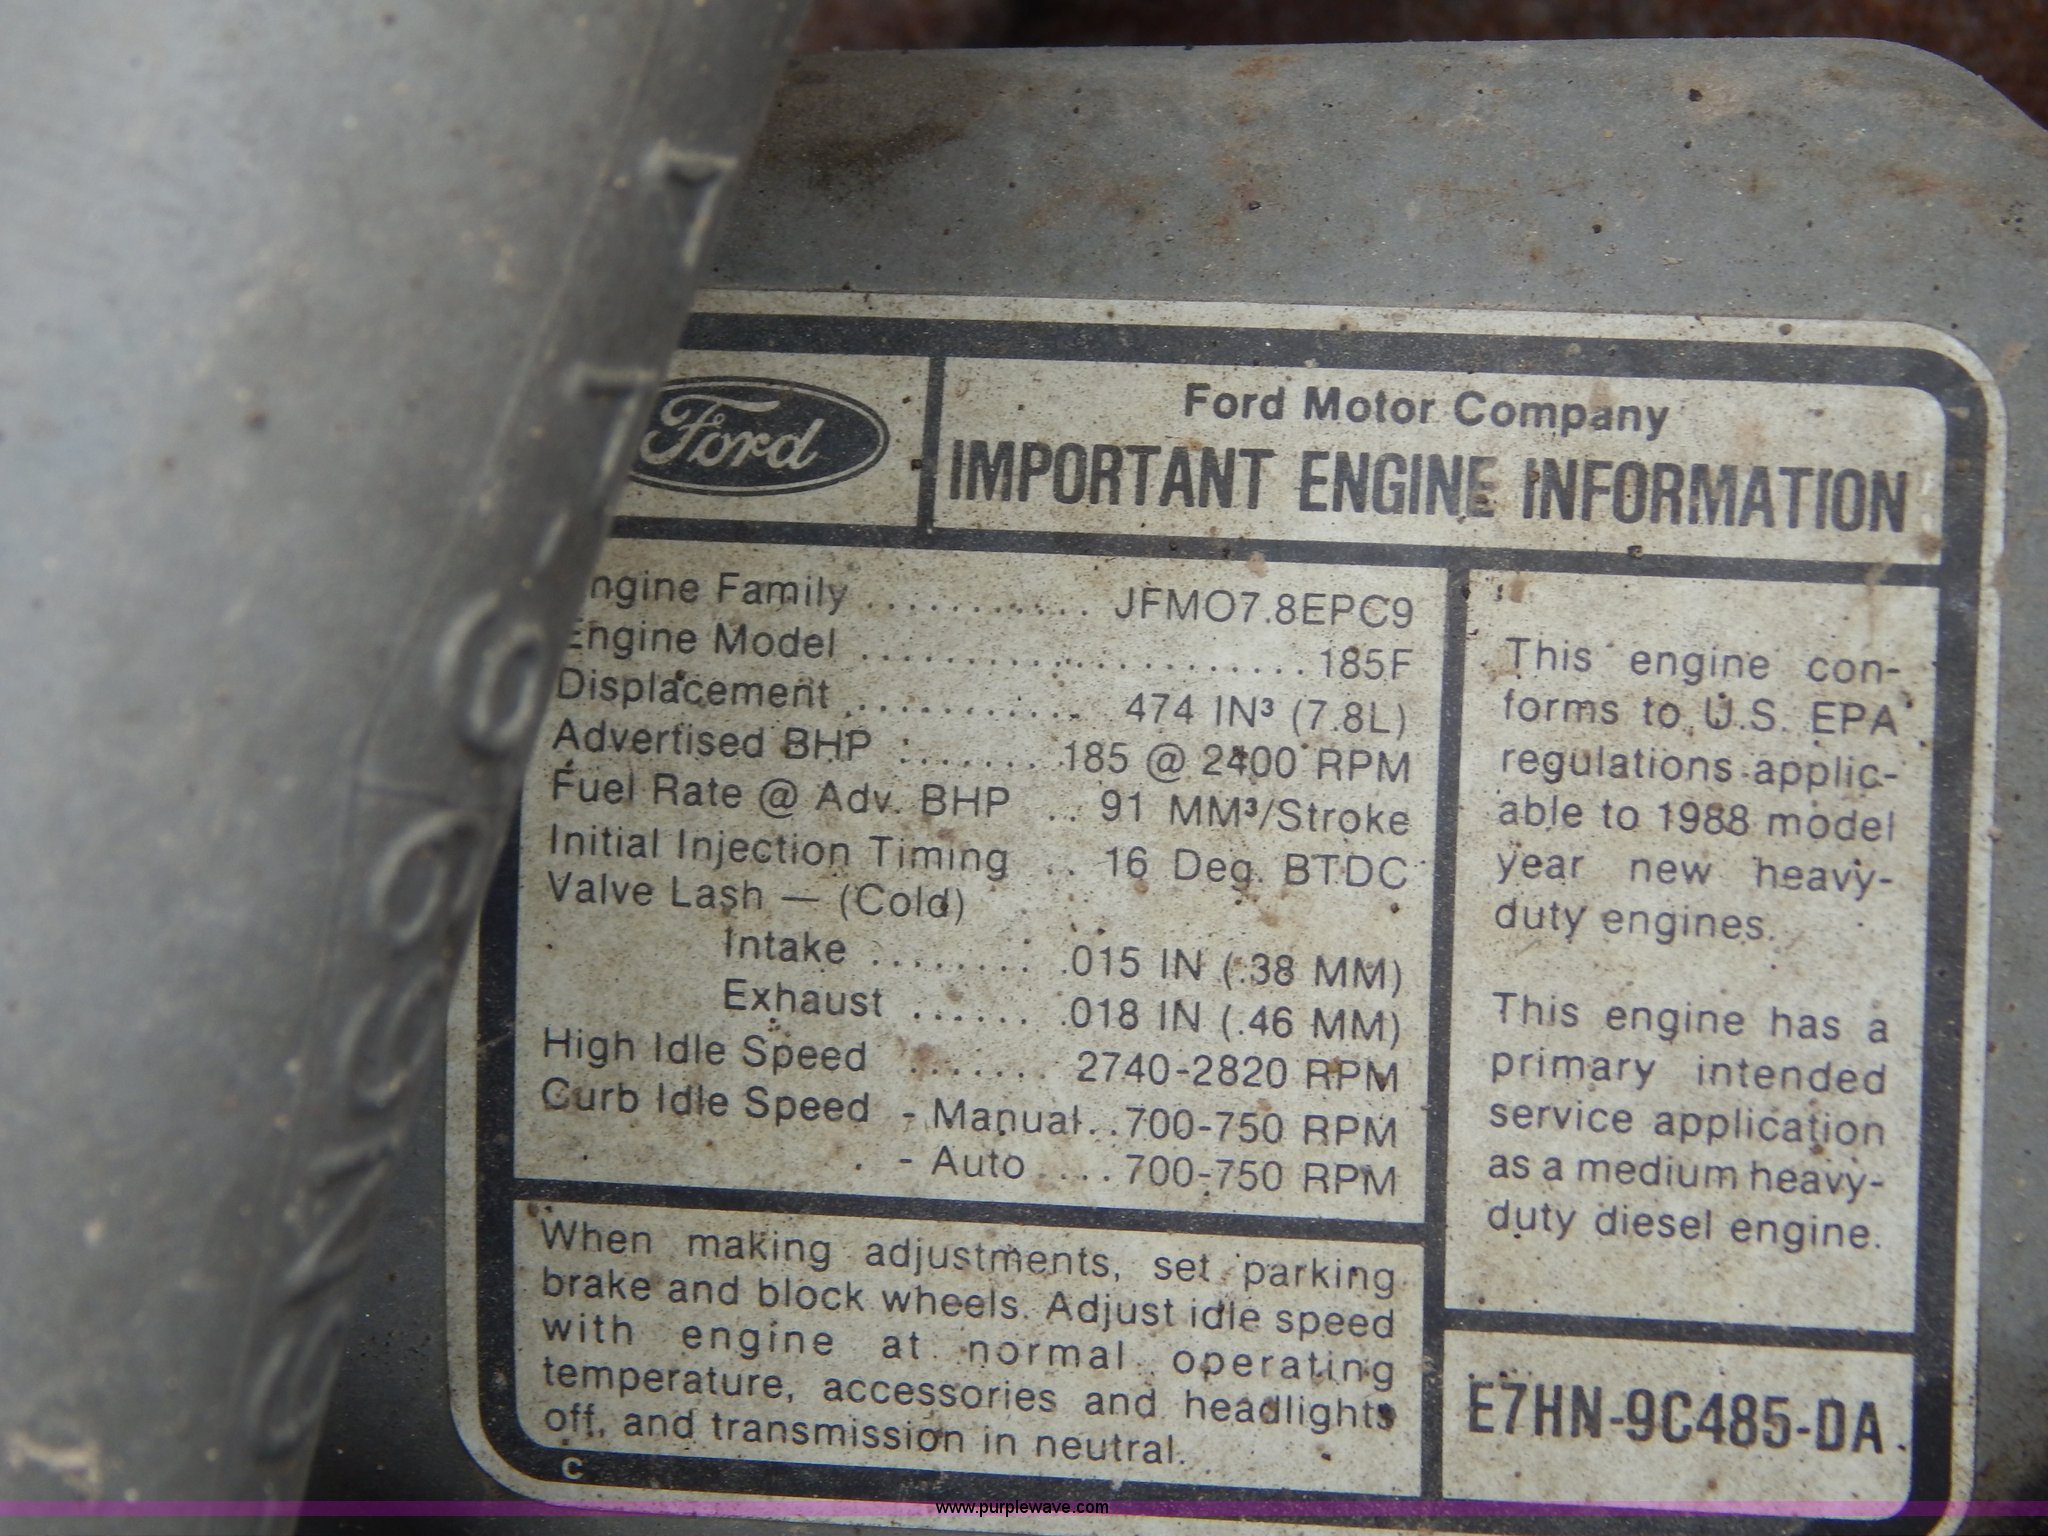 Ford
Ford Motor Company
IMPORTANT ENGINE INFORMATION
Engine Family ........... JFMO7.8EPC9
Engine Model ...................... 185F
Displacement ............ 474 IN³ (7.8L)
Advertised BHP ........ 185 @ 2400 RPM
Fuel Rate @ Adv. BHP .. 91 MM³/Stroke
Initial Injection Timing .. 16 Deg. BTDC
Valve Lash — (Cold)
Intake ........ .015 IN (.38 MM)
Exhaust ...... .018 IN (.46 MM)
High Idle Speed ....... 2740-2820 RPM
Curb Idle Speed - Manual..700-750 RPM
- Auto ....700-750 RPM
When making adjustments, set parking
brake and block wheels. Adjust idle speed
with engine at normal operating
temperature, accessories and headlights
off, and transmission in neutral.
C
This engine con-
forms to U.S. EPA
regulations applic-
able to 1988 model
year new heavy-
duty engines.
This engine has a
primary intended
service application
as a medium heavy-
duty diesel engine.
E7HN-9C485-DA
www.purplewave.com